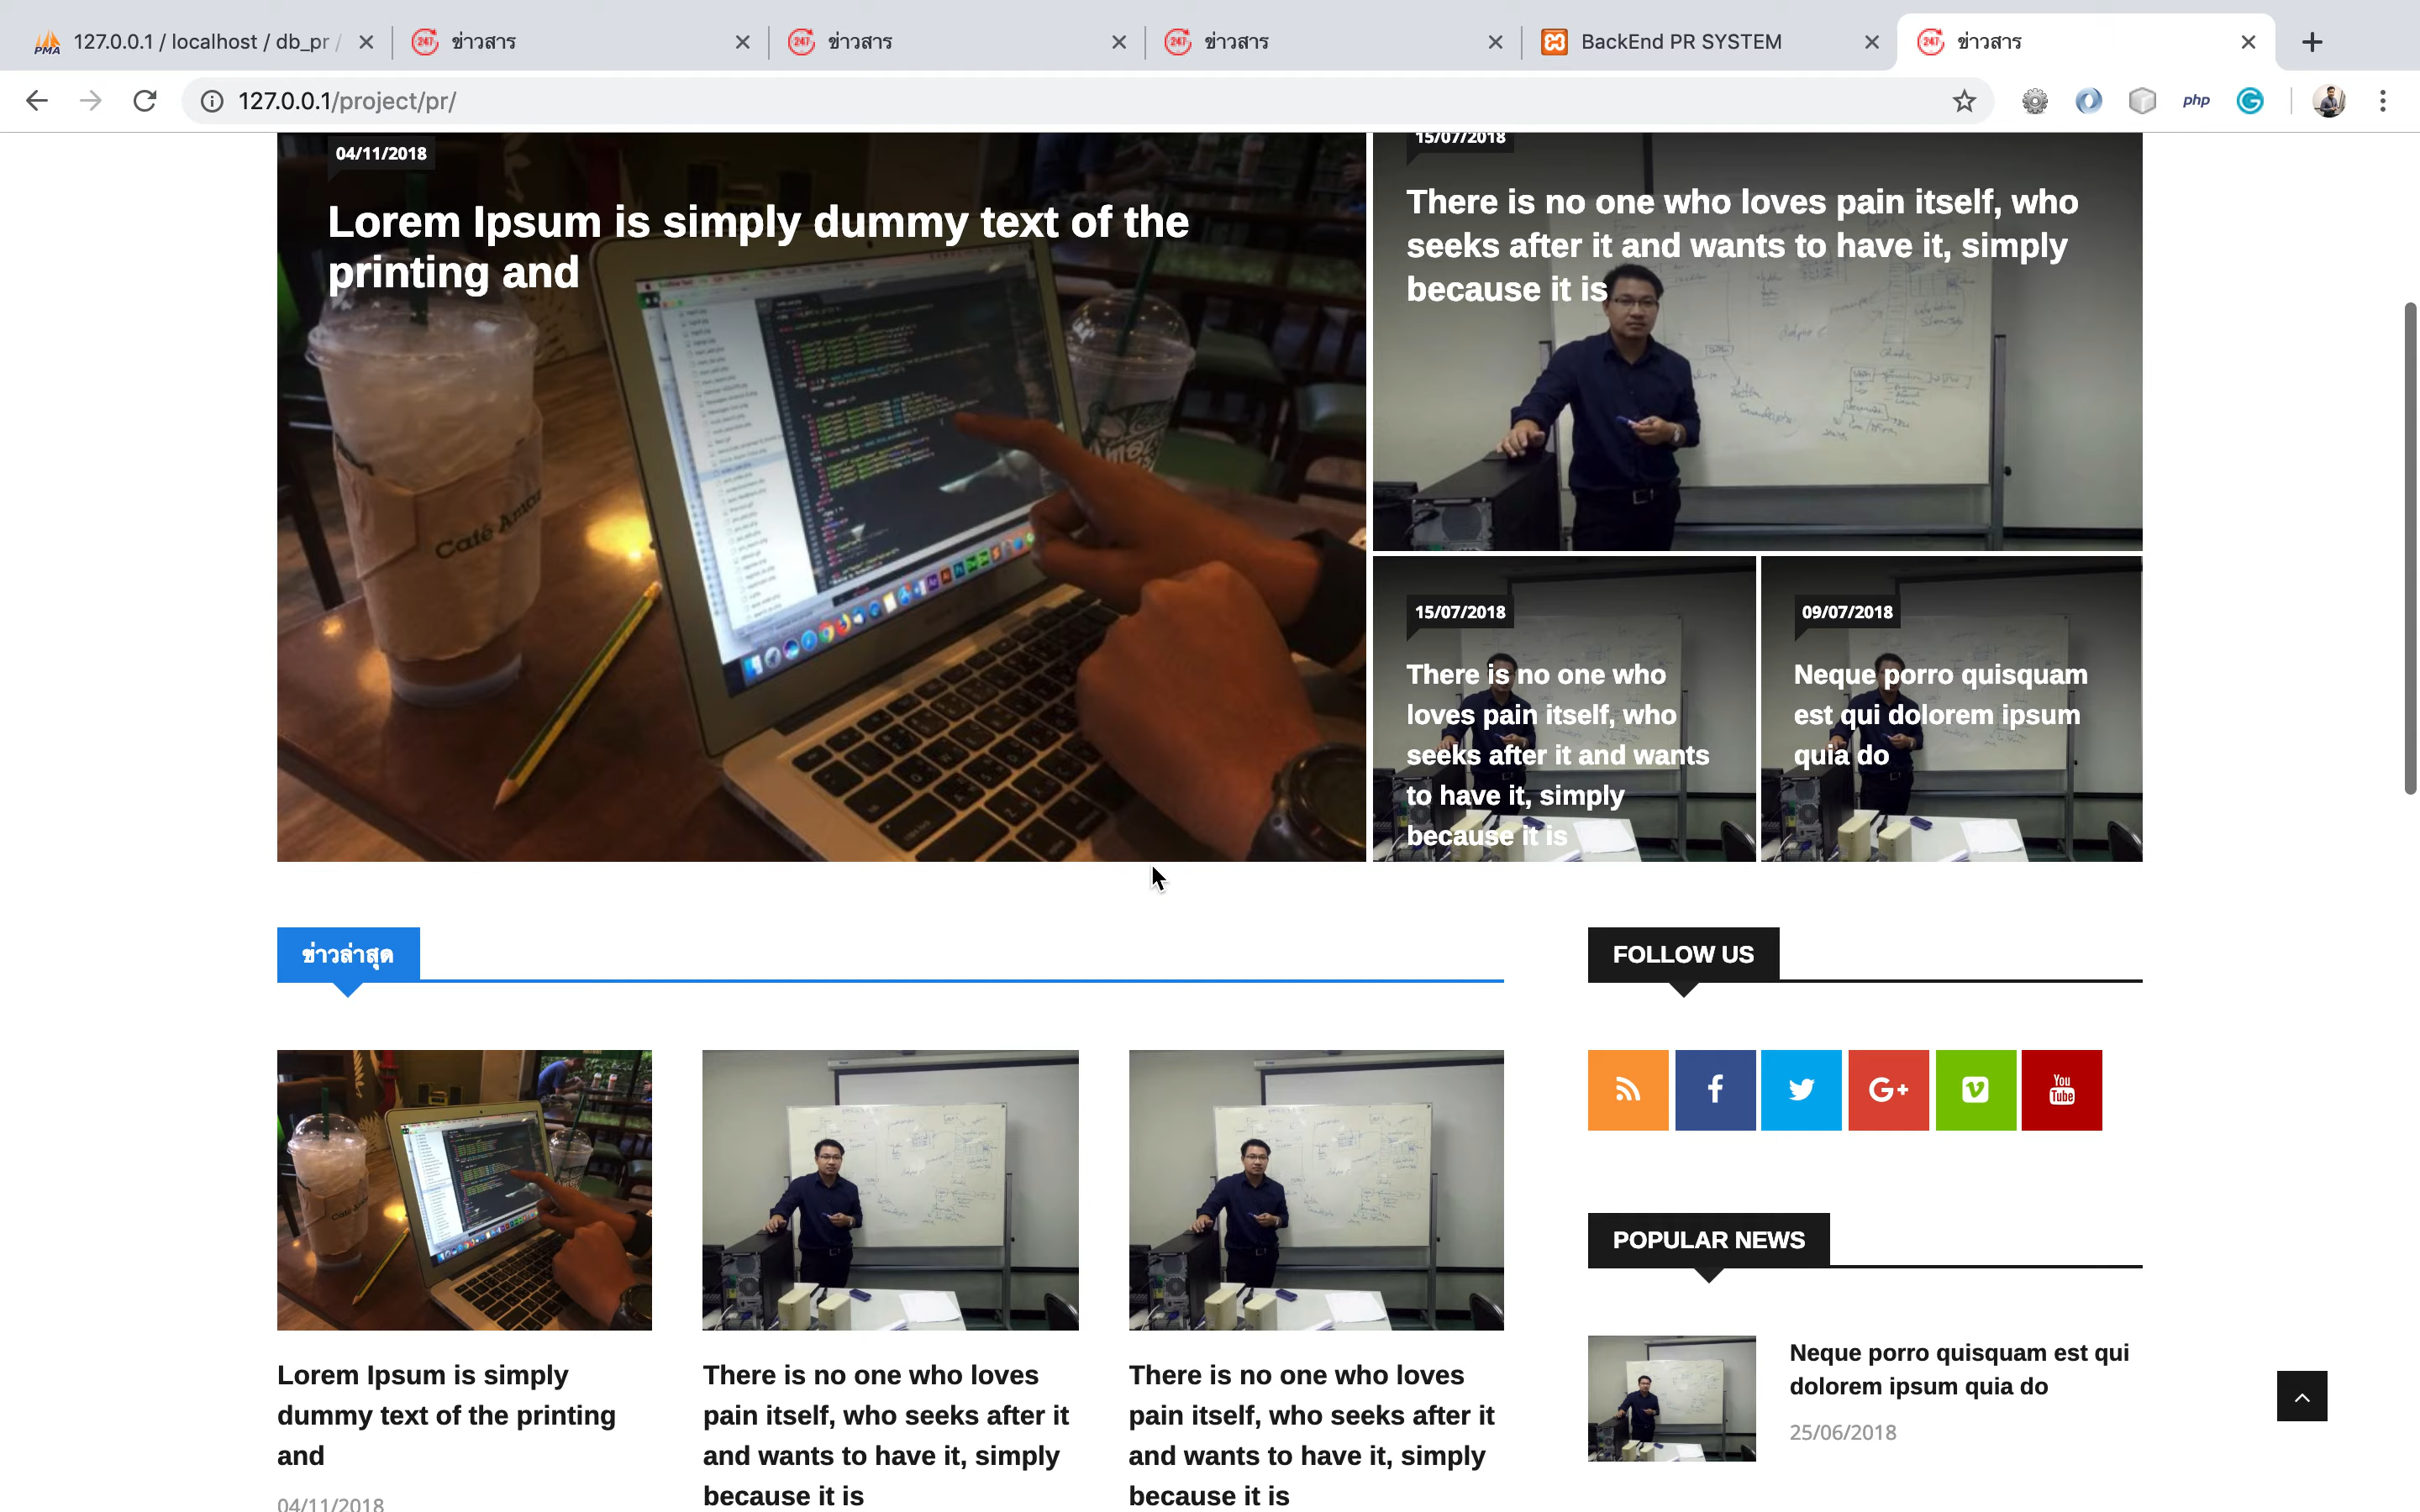 127.0.0.1 / localhost / db_pr /
ข่าวสาร
ข่าวสาร
ข่าวสาร
BackEnd PR SYSTEM
ข่าวสาร
127.0.0.1/project/pr/
php
04/11/2018
Lorem Ipsum is simply dummy text of the
printing and
Café Amor
15/07/2018
There is no one who loves pain itself, who
seeks after it and wants to have it, simply
because it is
15/07/2018
There is no one who
loves pain itself, who
seeks after it and wants
to have it, simply
because it is
09/07/2018
Neque porro quisquam
est qui dolorem ipsum
quia do
ข่าวล่าสุด
FOLLOW US
You
Tube
Lorem Ipsum is simply
dummy text of the printing
and
04/11/2018
There is no one who loves
pain itself, who seeks after it
and wants to have it, simply
because it is
There is no one who loves
pain itself, who seeks after it
and wants to have it, simply
because it is
POPULAR NEWS
Neque porro quisquam est qui
dolorem ipsum quia do
25/06/2018